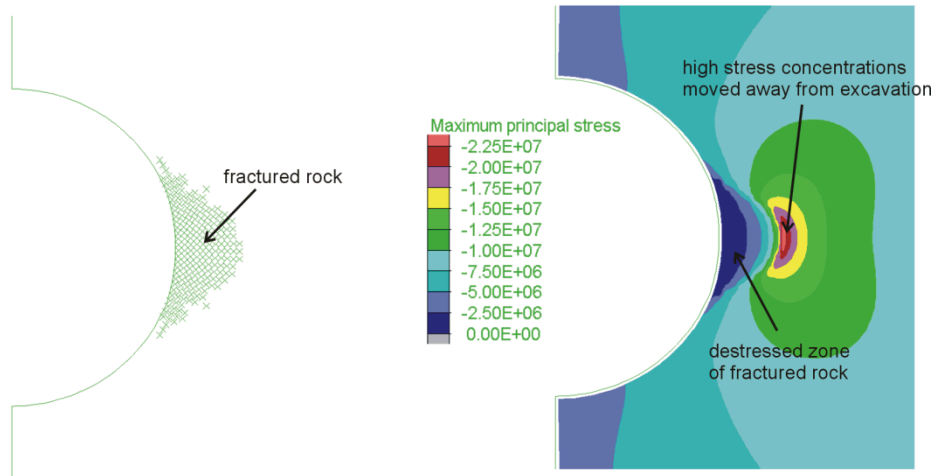 fractured rock
Maximum principal stress
-2.25E+07
-2.00E+07
-1.75E+07
-1.50E+07
-1.25E+07
-1.00E+07
-7.50E+06
-5.00E+06
-2.50E+06
0.00E+00
high stress concentrations
moved away from excavation
destressed zone
of fractured rock